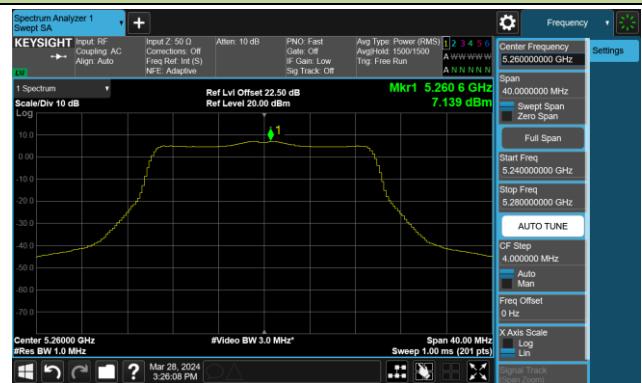 Spectrum Analyzer 1
Swept SA
+
Frequency
KEYSIGHT
Input: RF
Coupling: AC
Align: Auto
Input Z: 50 Ω
Corrections: Off
Freq Ref: Int (S)
NFE: Adaptive
Atten: 10 dB
PNO: Fast
Gate: Off
IF Gain: Low
Sig Track: Off
Avg Type: Power (RMS)
Avg|Hold: 1500/1500
Trig: Free Run
1 2 3 4 5 6
A W W W W W
A N N N N N
1 Spectrum
Scale/Div 10 dB
Log
Ref Lvl Offset 22.50 dB
Ref Level 20.00 dBm
Mkr1 5.260 6 GHz
7.139 dBm
10.0
0.00
-10.0
-20.0
-30.0
-40.0
-50.0
-60.0
-70.0
1
Center 5.26000 GHz
#Res BW 1.0 MHz
#Video BW 3.0 MHz*
Span 40.00 MHz
Sweep 1.00 ms (201 pts)
Mar 28, 2024
3:26:08 PM
?
Center Frequency
5.260000000 GHz
Span
40.0000000 MHz
Swept Span
Zero Span
Full Span
Start Freq
5.240000000 GHz
Stop Freq
5.280000000 GHz
AUTO TUNE
CF Step
4.000000 MHz
Auto
Man
Freq Offset
0 Hz
X Axis Scale
Log
Lin
Signal Track
(Span Zoom)
Settings